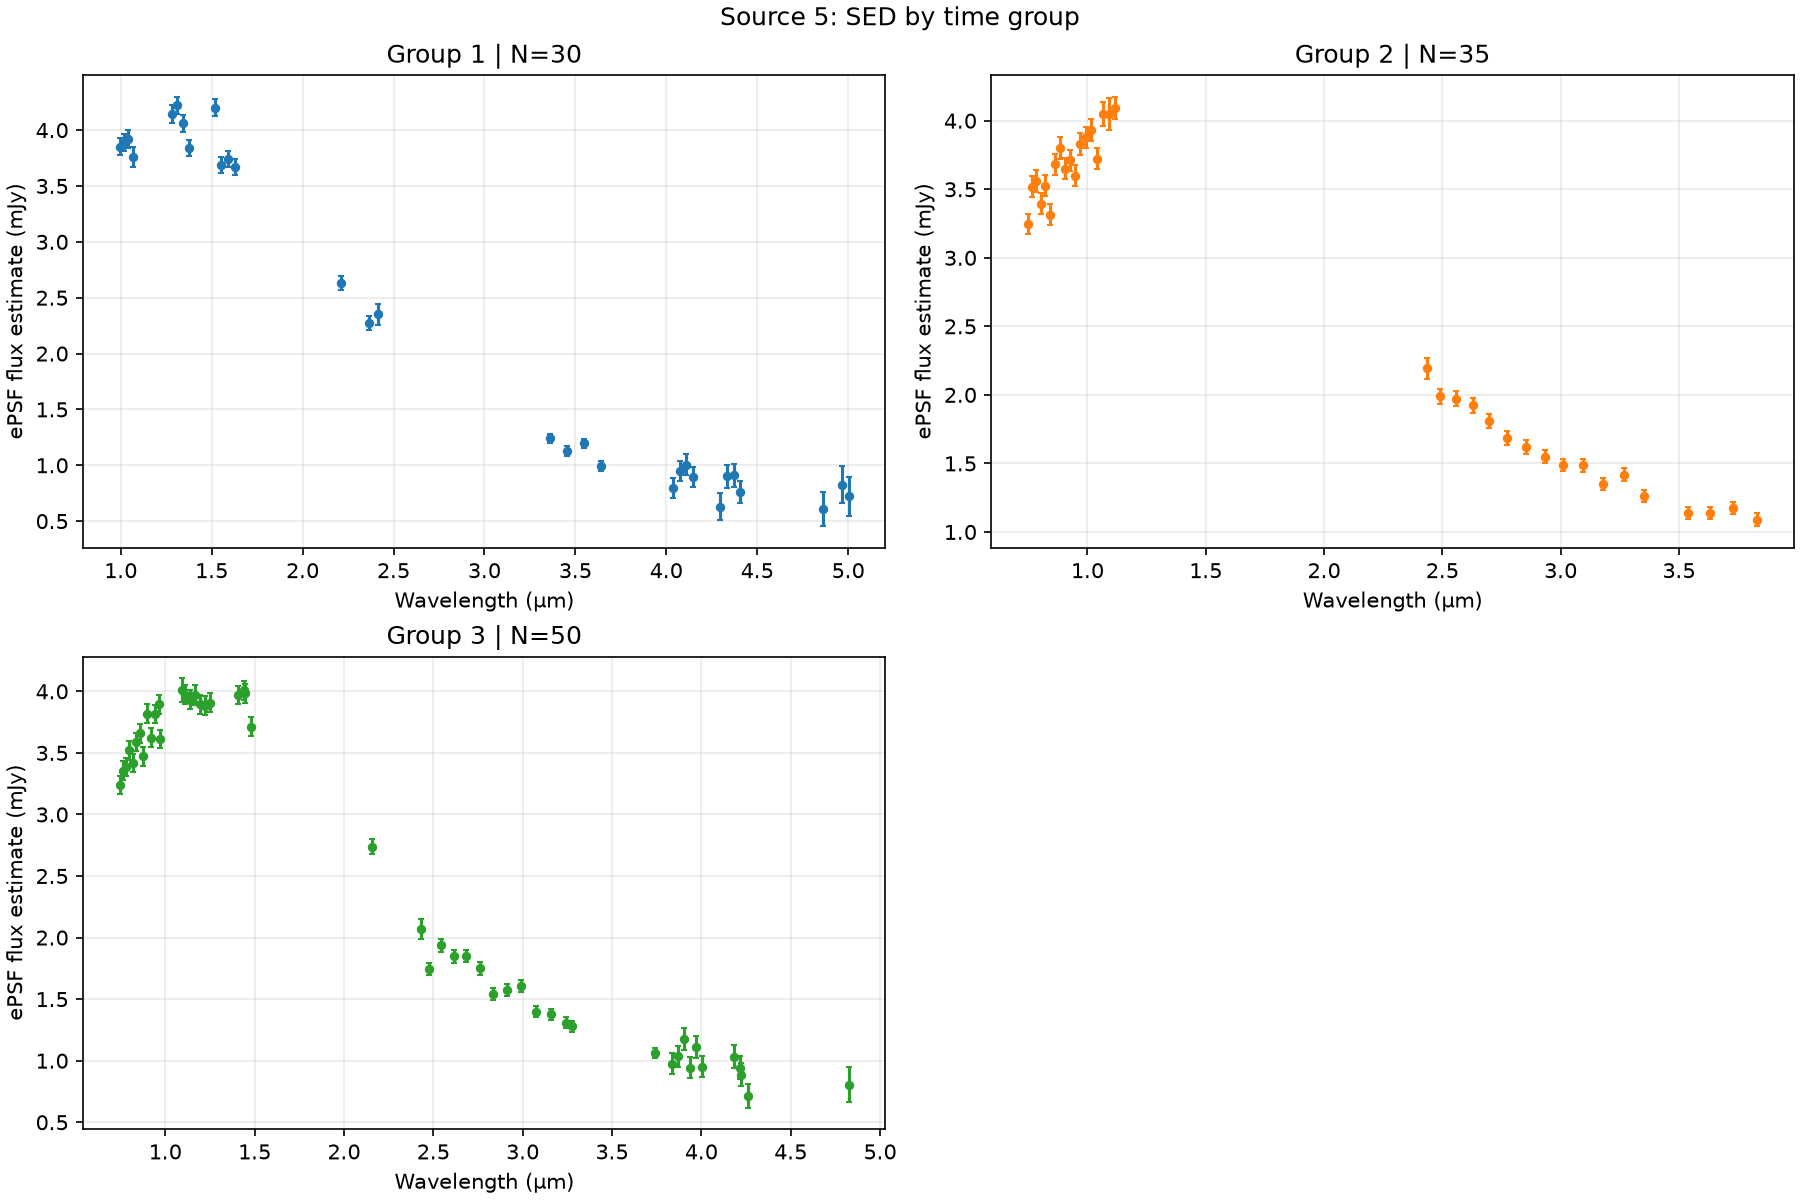 Source 5: SED by time group
Group 1 | N=30
ePSF flux estimate (mJy)
4.0
3.5
3.0
2.5
2.0
1.5
1.0
0.5
1.0 1.5 2.0 2.5 3.0 3.5 4.0 4.5 5.0
Wavelength (µm)
Group 2 | N=35
ePSF flux estimate (mJy)
4.0
3.5
3.0
2.5
2.0
1.5
1.0
1.0 1.5 2.0 2.5 3.0 3.5
Wavelength (µm)
Group 3 | N=50
ePSF flux estimate (mJy)
4.0
3.5
3.0
2.5
2.0
1.5
1.0
0.5
1.0 1.5 2.0 2.5 3.0 3.5 4.0 4.5 5.0
Wavelength (µm)